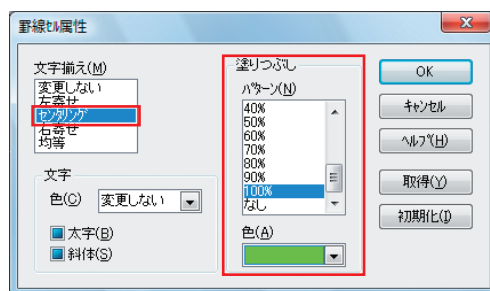 罫線ｾﾙ属性
文字揃え(M)
変更しない
左寄せ
ｾﾝﾀﾘﾝｸﾞ
右寄せ
均等
文字
色(C)
変更しない
太字(B)
斜体(S)
塗りつぶし
ﾊﾟﾀｰﾝ(N)
40%
50%
60%
70%
80%
90%
100%
なし
色(A)
OK
ｷｬﾝｾﾙ
ﾍﾙﾌﾟ(H)
取得(Y)
初期化(I)